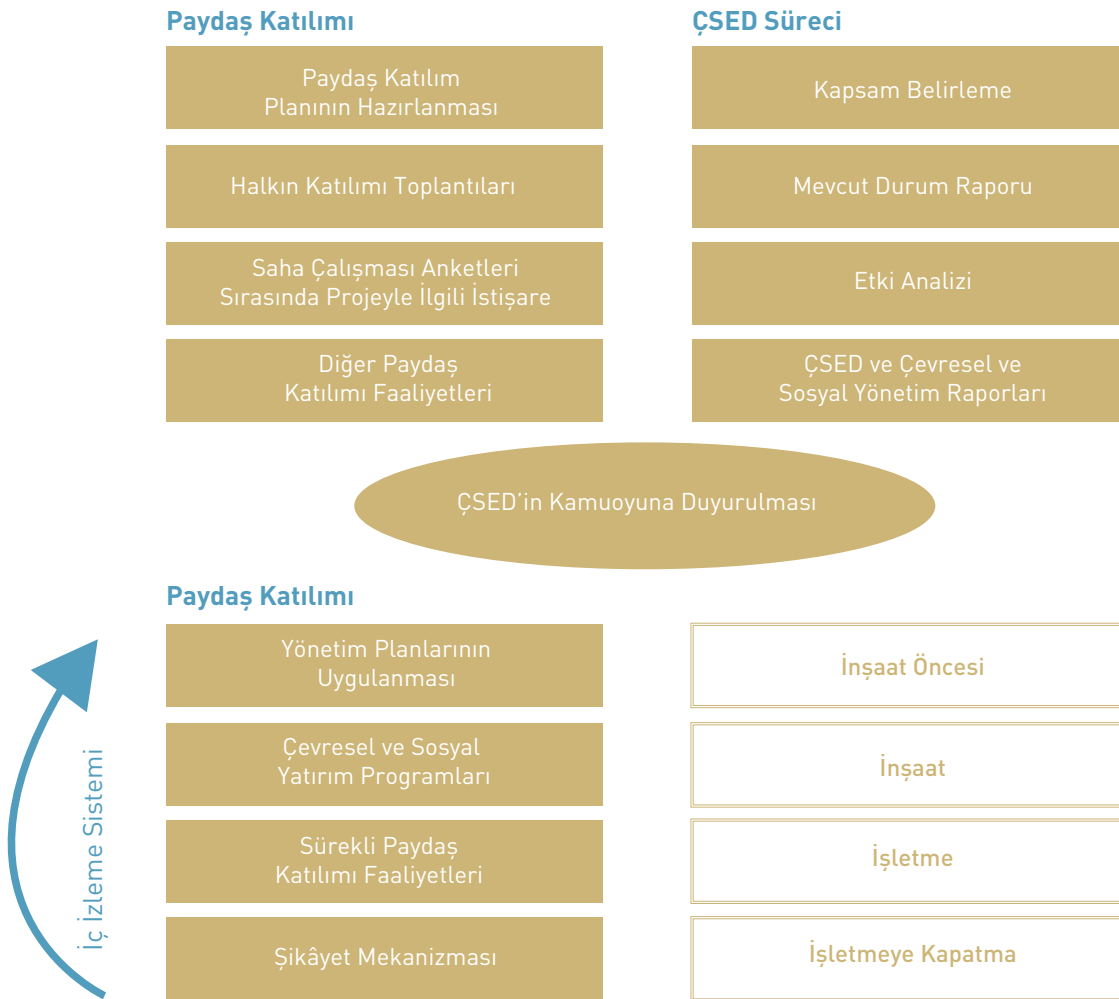 Paydaş Katılımı
Paydaş Katılım
Planının Hazırlanması
Halkın Katılımı Toplantıları
Saha Çalışması Anketleri
Sırasında Projeyle İlgili İstişare
Diğer Paydaş
Katılımı Faaliyetleri
ÇSED Süreci
Kapsam Belirleme
Mevcut Durum Raporu
Etki Analizi
ÇSED ve Çevresel ve
Sosyal Yönetim Raporları
ÇSED'in Kamuoyuna Duyurulması
Paydaş Katılımı
Yönetim Planlarının
Uygulanması
Çevresel ve Sosyal
Yatırım Programları
Sürekli Paydaş
Katılımı Faaliyetleri
Şikâyet Mekanizması
İnşaat Öncesi
İnşaat
İşletme
İşletmeye Kapatma
İç İzleme Sistemi